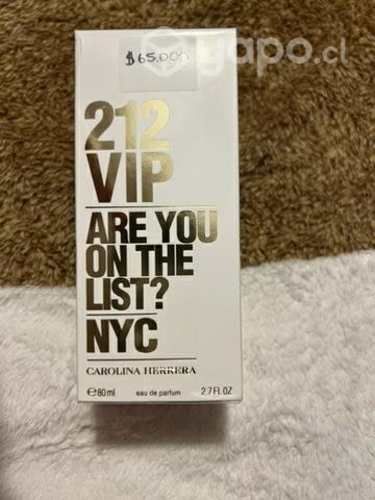 yapo.cl
$65.000
212
VIP
ARE YOU
ON THE
LIST?
NYC
CAROLINA HERRERA
℮80ml eau de parfum 2.7 FL.OZ